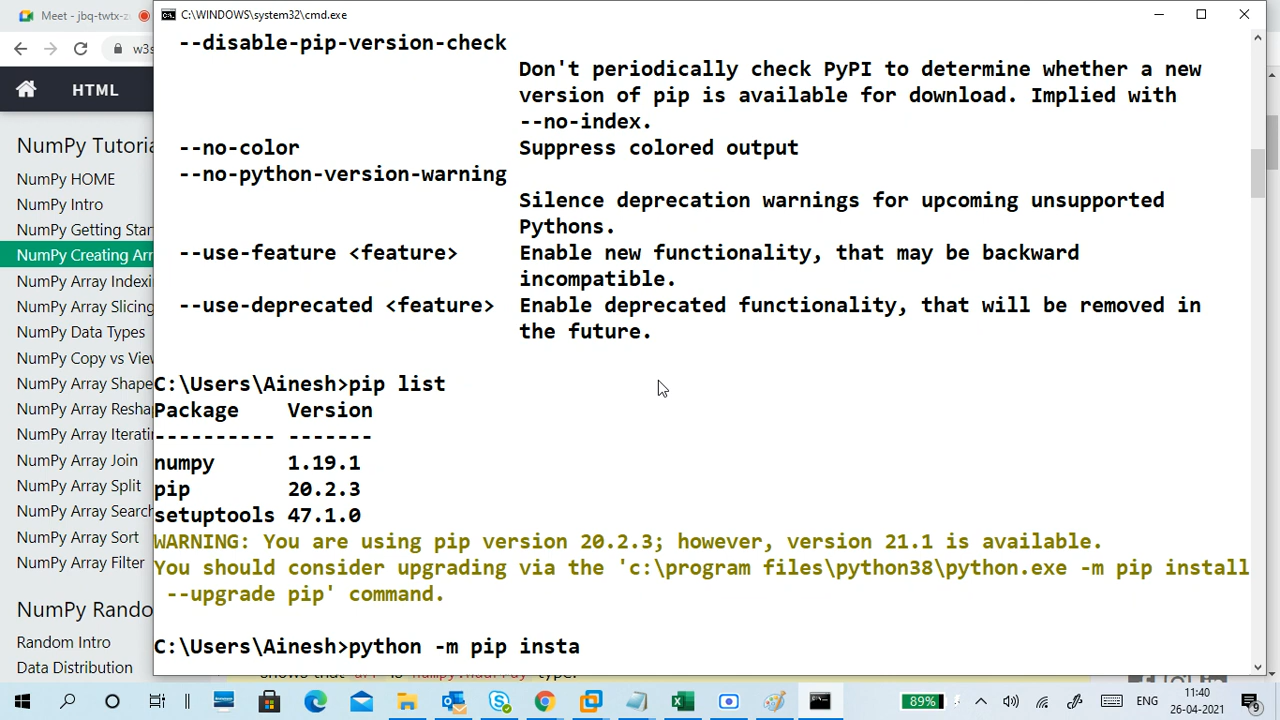 Meet - jbq-twtx-z
C:\WINDOWS\system32\cmd.exe
w3s
HTML
NumPy Tutoria
NumPy HOME
NumPy Intro
NumPy Getting Star
NumPy Creating Arr
NumPy Array Indexi
NumPy Array Slicing
NumPy Data Types
NumPy Copy vs View
NumPy Array Shape
NumPy Array Resha
NumPy Array Iteratin
NumPy Array Join
NumPy Array Split
NumPy Array Search
NumPy Array Sort
NumPy Array Filter
NumPy Rando
Random Intro
Data Distribution
--disable-pip-version-check
Don't periodically check PyPI to determine whether a new
version of pip is available for download. Implied with
--no-index.
--no-color Suppress colored output
--no-python-version-warning
Silence deprecation warnings for upcoming unsupported
Pythons.
--use-feature <feature> Enable new functionality, that may be backward
incompatible.
--use-deprecated <feature> Enable deprecated functionality, that will be removed in
the future.
C:\Users\Ainesh>pip list
Package Version
---------- -------
numpy 1.19.1
pip 20.2.3
setuptools 47.1.0
WARNING: You are using pip version 20.2.3; however, version 21.1 is available.
You should consider upgrading via the 'c:\program files\python38\python.exe -m pip install
--upgrade pip' command.
C:\Users\Ainesh>python -m pip insta
89%
ENG
11:40
26-04-2021
9